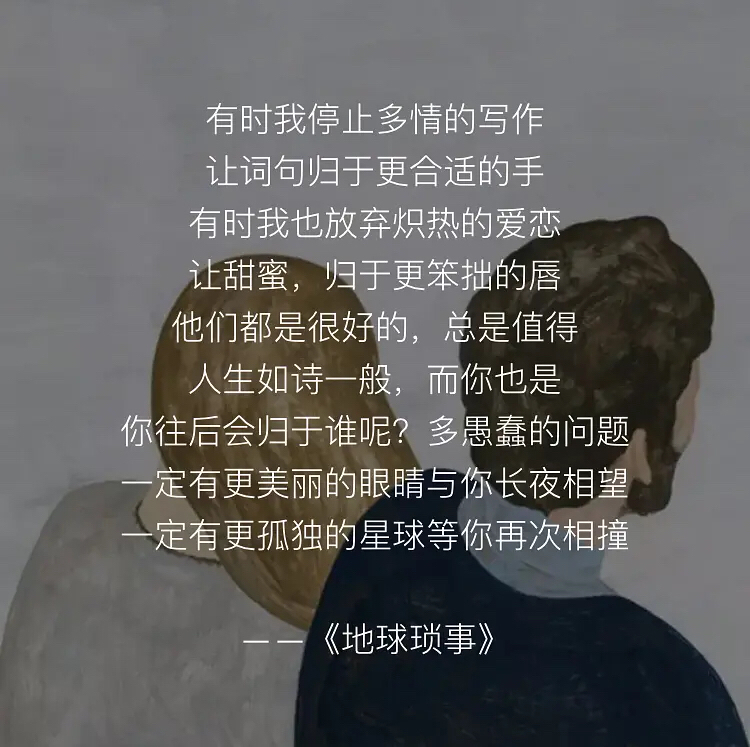 有时我停止多情的写作
让词句归于更合适的手
有时我也放弃炽热的爱恋
让甜蜜，归于更笨拙的唇
他们都是很好的，总是值得
人生如诗一般，而你也是
你往后会归于谁呢？多愚蠢的问题
一定有更美丽的眼睛与你长夜相望
一定有更孤独的星球等你再次相撞
——《地球琐事》